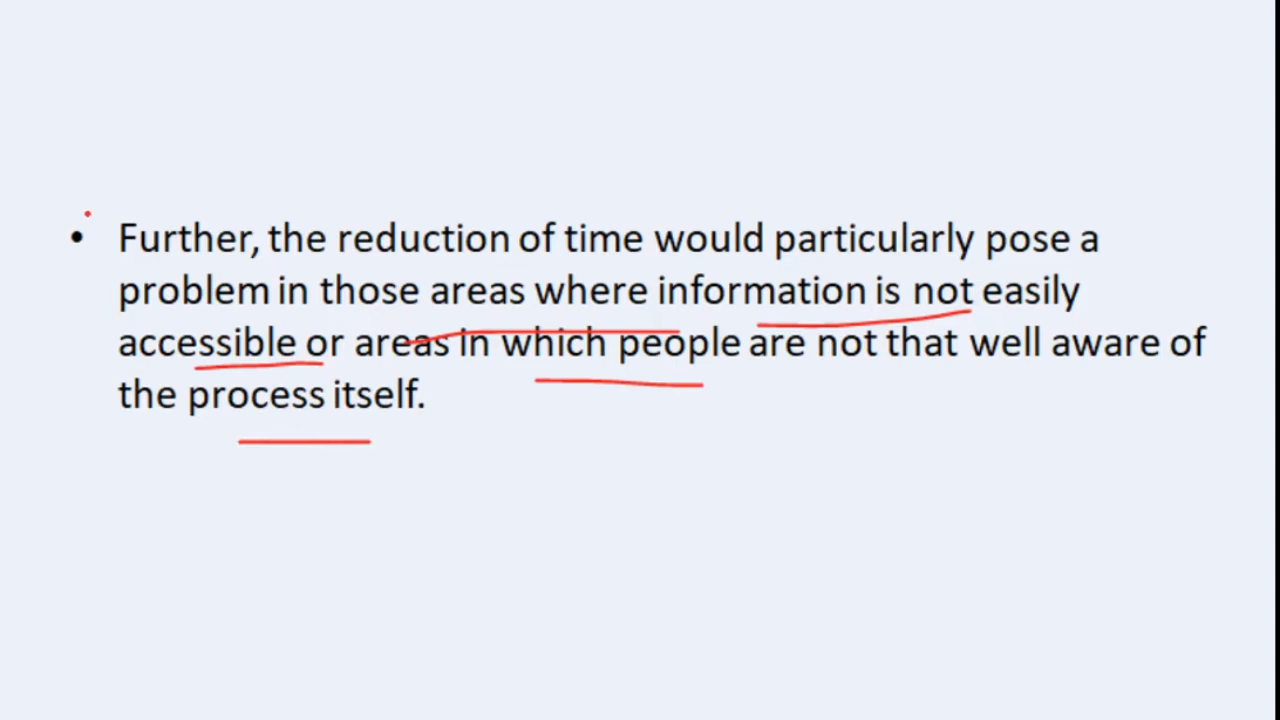 • Further, the reduction of time would particularly pose a
problem in those areas where information is not easily
accessible or areas in which people are not that well aware of
the process itself.